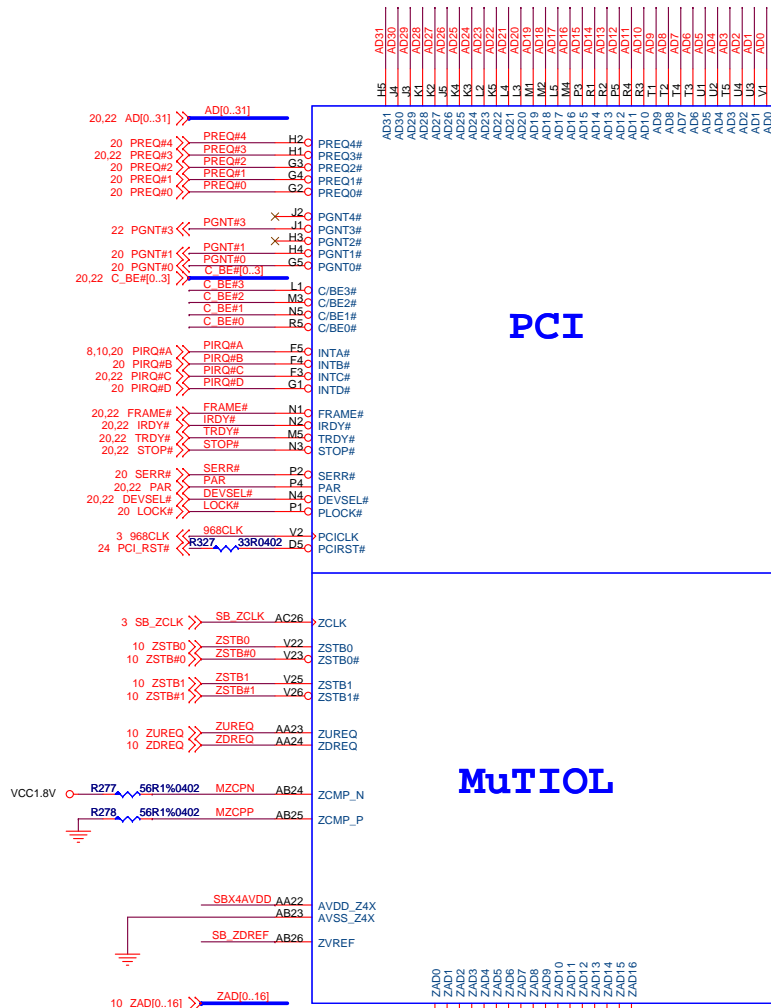 AD31 AD30 AD29 AD28 AD27 AD26 AD25 AD24 AD23 AD22 AD21 AD20 AD19 AD18 AD17 AD16 AD15 AD14 AD13 AD12 AD11 AD10 AD9 AD8 AD7 AD6 AD5 AD4 AD3 AD2 AD1 AD0
H5 J4 J3 K1 K2 J5 K4 K3 L2 K5 L4 L3 M1 M2 L5 M4 P3 R1 R2 P5 R4 R3 T1 T2 T4 T3 U1 U2 T5 U4 U3 V1
AD31 AD30 AD29 AD28 AD27 AD26 AD25 AD24 AD23 AD22 AD21 AD20 AD19 AD18 AD17 AD16 AD15 AD14 AD13 AD12 AD11 AD10 AD9 AD8 AD7 AD6 AD5 AD4 AD3 AD2 AD1 AD0
20,22 AD[0..31] AD[0..31]
20 PREQ#4 PREQ#4 H2 PREQ4#
20,22 PREQ#3 PREQ#3 H1 PREQ3#
20 PREQ#2 PREQ#2 G3 PREQ2#
20 PREQ#1 PREQ#1 G4 PREQ1#
20 PREQ#0 PREQ#0 G2 PREQ0#
J2 PGNT4#
22 PGNT#3 PGNT#3 J1 PGNT3#
H3 PGNT2#
20 PGNT#1 PGNT#1 H4 PGNT1#
20 PGNT#0 PGNT#0 G5 PGNT0#
20,22 C_BE#[0..3] C_BE#[0..3]
C_BE#3 L1 C/BE3#
C_BE#2 M3 C/BE2#
C_BE#1 N5 C/BE1#
C_BE#0 R5 C/BE0#
PCI
8,10,20 PIRQ#A PIRQ#A F5 INTA#
20 PIRQ#B PIRQ#B F4 INTB#
20,22 PIRQ#C PIRQ#C F3 INTC#
20 PIRQ#D PIRQ#D G1 INTD#
20,22 FRAME# FRAME# N1 FRAME#
20,22 IRDY# IRDY# N2 IRDY#
20,22 TRDY# TRDY# M5 TRDY#
20,22 STOP# STOP# N3 STOP#
20 SERR# SERR# P2 SERR#
20,22 PAR PAR P4 PAR
20,22 DEVSEL# DEVSEL# N4 DEVSEL#
20 LOCK# LOCK# P1 PLOCK#
3 968CLK 968CLK V2 PCICLK
24 PCI_RST# R327 33R0402 D5 PCIRST#
3 SB_ZCLK SB_ZCLK AC26 ZCLK
10 ZSTB0 ZSTB0 V22 ZSTB0
10 ZSTB#0 ZSTB#0 V23 ZSTB0#
10 ZSTB1 ZSTB1 V25 ZSTB1
10 ZSTB#1 ZSTB#1 V26 ZSTB1#
10 ZUREQ ZUREQ AA23 ZUREQ
10 ZDREQ ZDREQ AA24 ZDREQ
MuTIOL
VCC1.8V R277 56R1%0402 MZCPN AB24 ZCMP_N
R278 56R1%0402 MZCPP AB25 ZCMP_P
SBX4AVDD AA22 AVDD_Z4X
AB23 AVSS_Z4X
SB_ZDREF AB26 ZVREF
ZAD0 ZAD1 ZAD2 ZAD3 ZAD4 ZAD5 ZAD6 ZAD7 ZAD8 ZAD9 ZAD10 ZAD11 ZAD12 ZAD13 ZAD14 ZAD15 ZAD16
10 ZAD[0..16] ZAD[0..16]